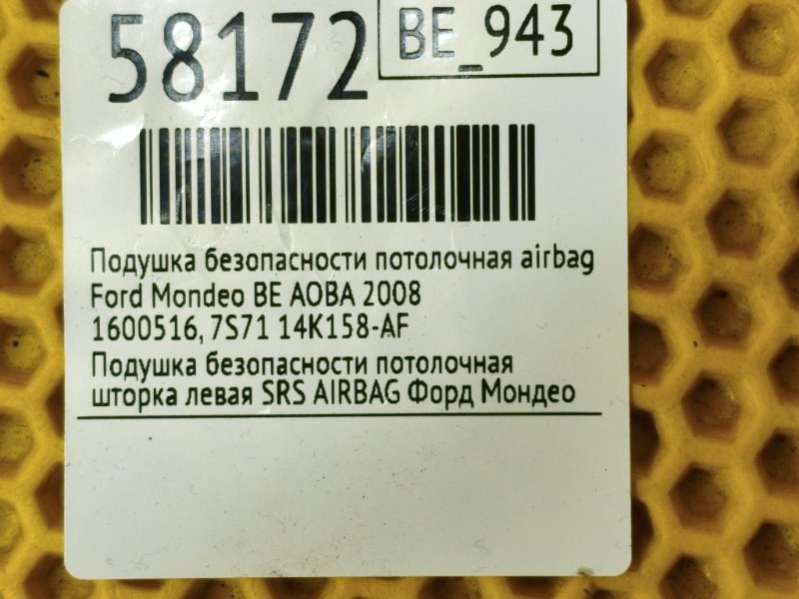 58172
BE_943
Подушка безопасности потолочная airbag
Ford Mondeo BE AOBA 2008
1600516, 7S71 14K158-AF
Подушка безопасности потолочная
шторка левая SRS AIRBAG Форд Мондео